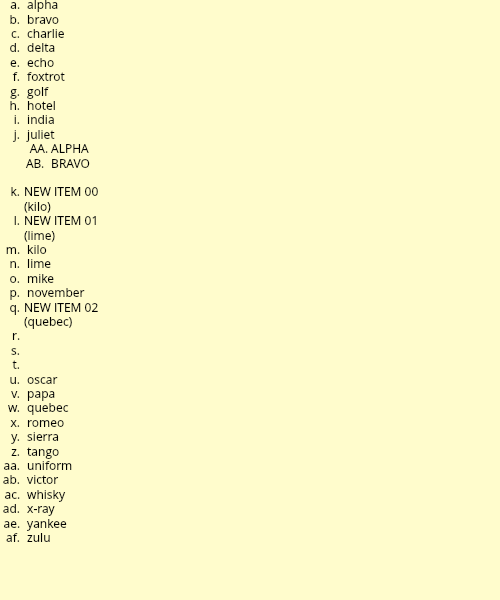 a. alpha
b. bravo
c. charlie
d. delta
e. echo
f. foxtrot
g. golf
h. hotel
i. india
j. juliet
AA. ALPHA
AB. BRAVO
k. NEW ITEM 00
(kilo)
l. NEW ITEM 01
(lime)
m. kilo
n. lime
o. mike
p. november
q. NEW ITEM 02
(quebec)
r.
s.
t.
u. oscar
v. papa
w. quebec
x. romeo
y. sierra
z. tango
aa. uniform
ab. victor
ac. whisky
ad. x-ray
ae. yankee
af. zulu